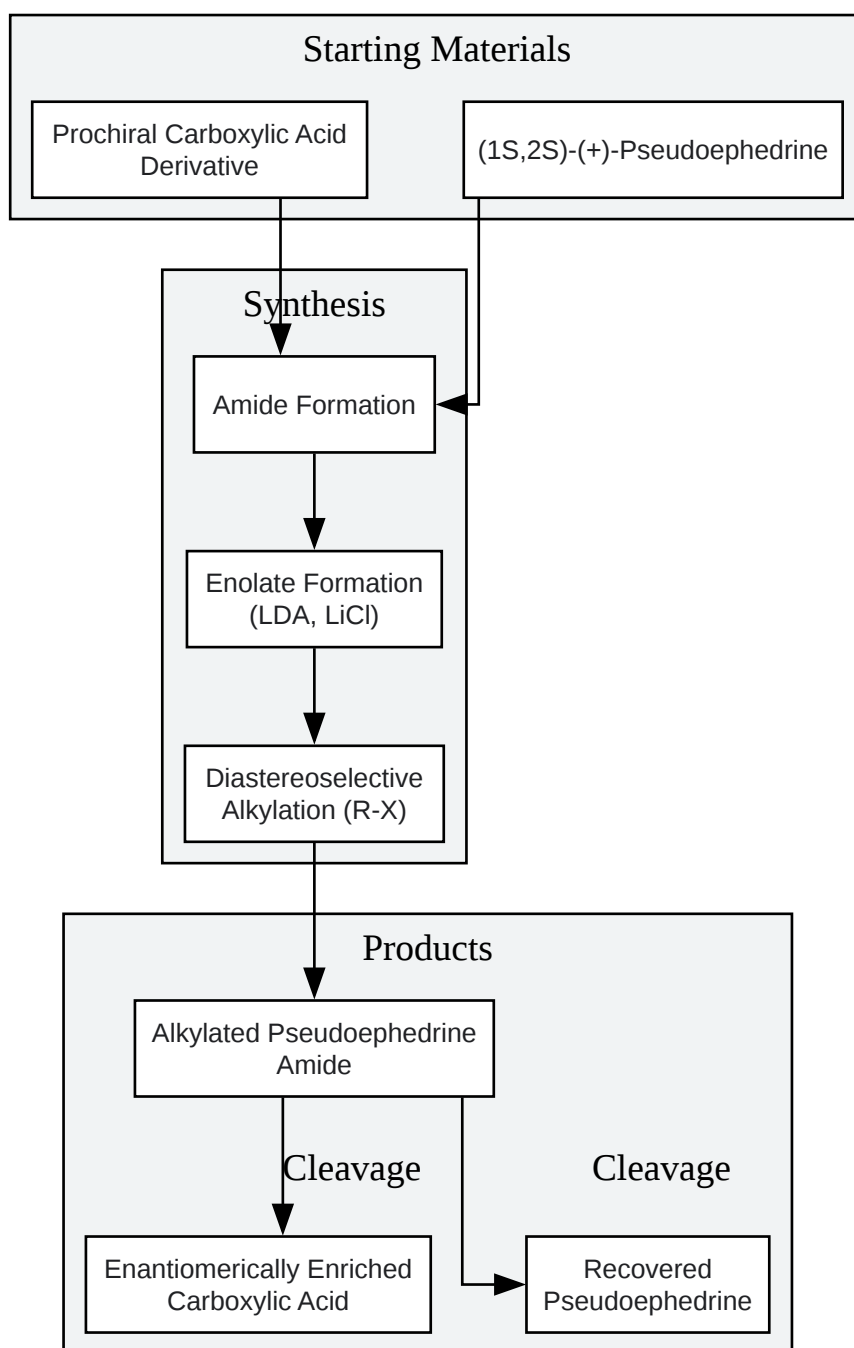 Starting Materials
Prochiral Carboxylic Acid
Derivative
(1S,2S)-(+)-Pseudoephedrine
Synthesis
Amide Formation
Enolate Formation
(LDA, LiCl)
Diastereoselective
Alkylation (R-X)
Products
Alkylated Pseudoephedrine
Amide
Cleavage
Cleavage
Enantiomerically Enriched
Carboxylic Acid
Recovered
Pseudoephedrine